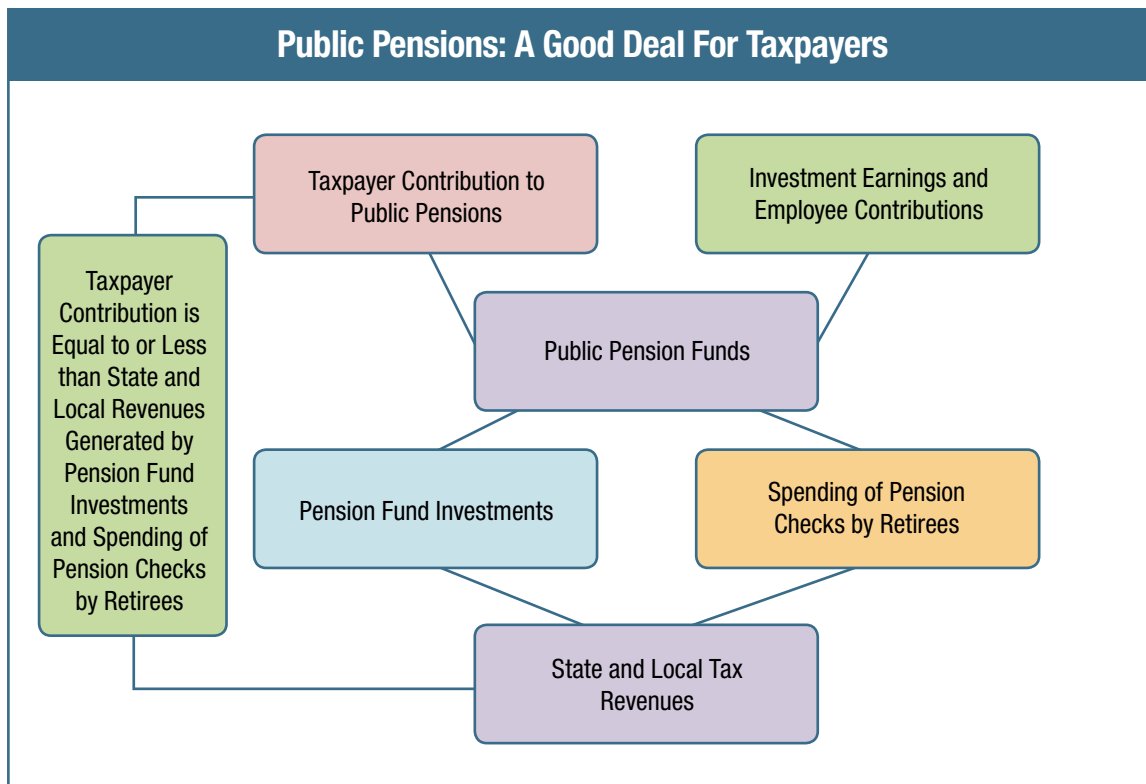 Public Pensions: A Good Deal For Taxpayers
Taxpayer Contribution to
Public Pensions
Investment Earnings and
Employee Contributions
Taxpayer
Contribution is
Equal to or Less
than State and
Local Revenues
Generated by
Pension Fund
Investments
and Spending of
Pension Checks
by Retirees
Public Pension Funds
Pension Fund Investments
Spending of Pension
Checks by Retirees
State and Local Tax
Revenues